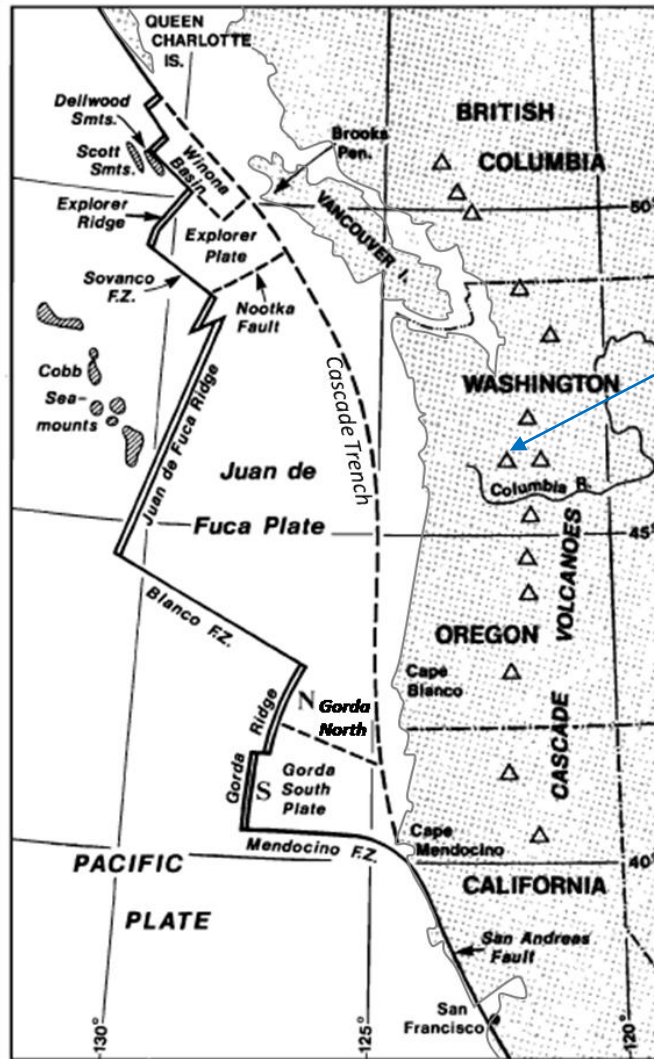 QUEEN
CHARLOTTE
IS.
Dellwood
Smts.
Scott
Smts.
Winona
Basin
Brooks
Pen.
BRITISH
COLUMBIA
Explorer
Ridge
Explorer
Plate
VANCOUVER I.
50°
Sovanco
F.Z.
Nootka
Fault
Cobb
Sea-
mounts
Juan de Fuca Ridge
Cascade Trench
WASHINGTON
Columbia R.
Juan de
Fuca Plate
45°
Blanco F.Z.
VOLCANOES
OREGON
Cape
Blanco
CASCADE
N
Gorda
North
Gorda Ridge
S
Gorda
South
Plate
Mendocino F.Z.
Cape
Mendocino
40°
PACIFIC
PLATE
CALIFORNIA
San Andreas
Fault
San
Francisco
130°
125°
120°